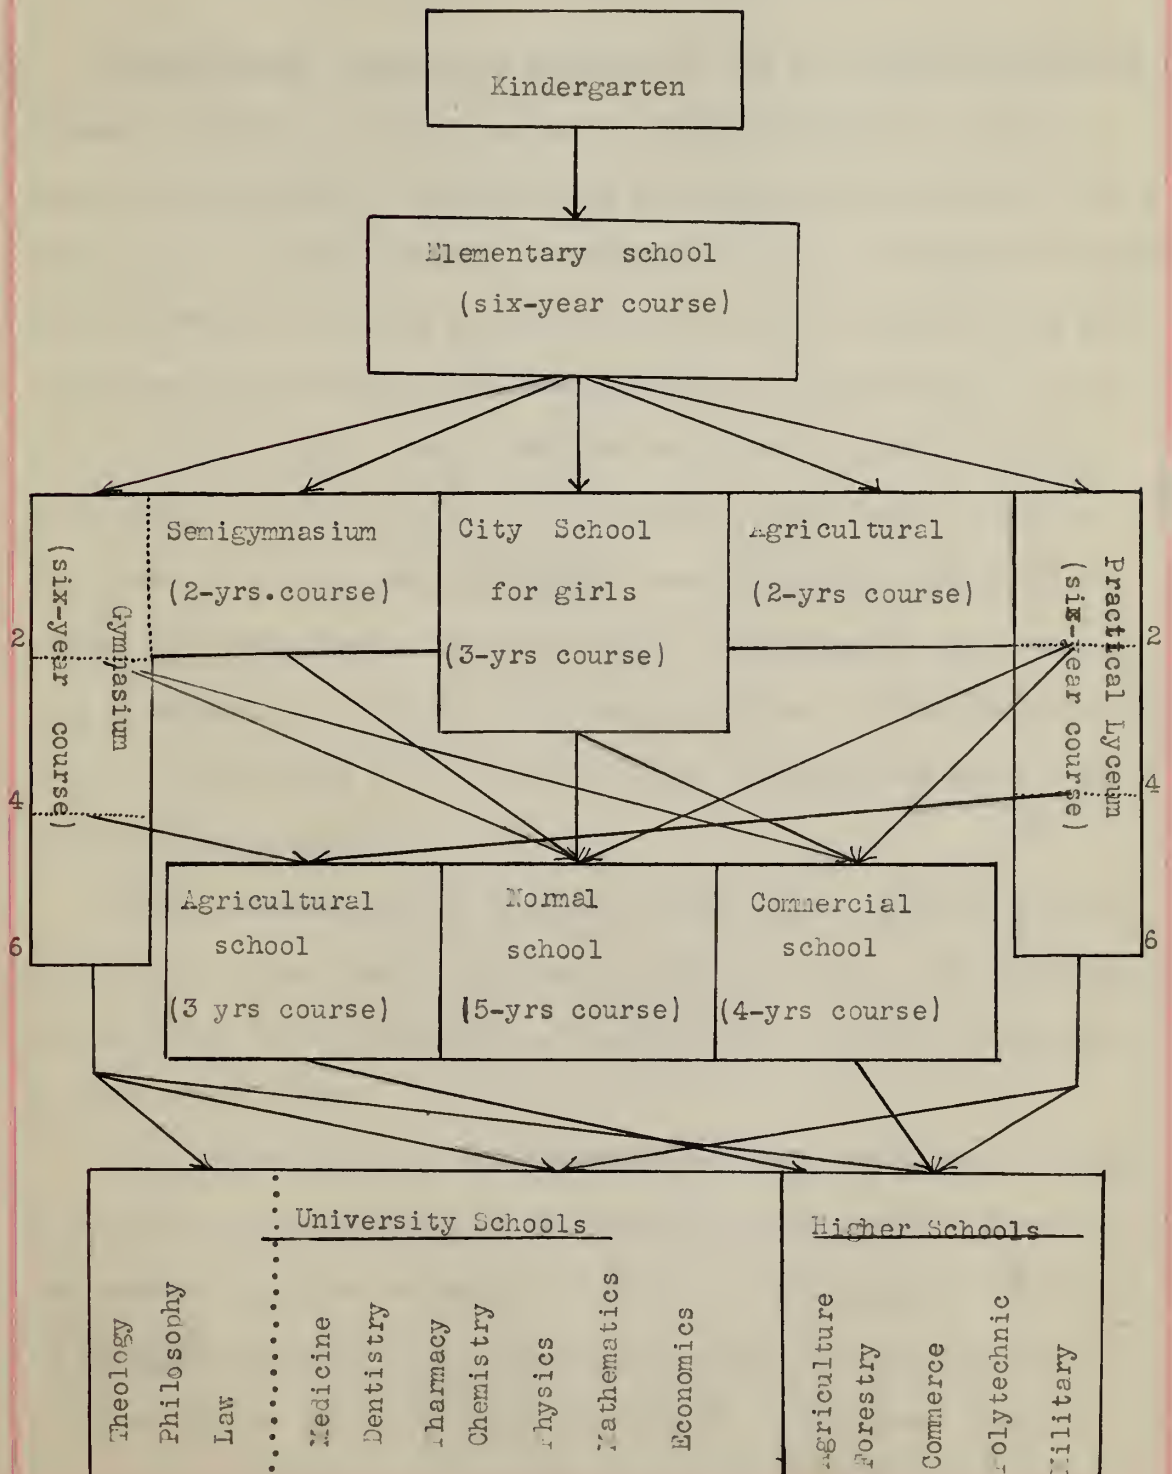 Kindergarten
Elementary school
(six-year course)
Gymnasium
(six-year course)
Semigymnasium
(2-yrs.course)
City School
for girls
(3-yrs course)
Agricultural
(2-yrs course)
Practical Lyceum
(six-year course)
2
4
6
2
4
6
Agricultural
school
(3 yrs course)
Normal
school
(5-yrs course)
Commercial
school
(4-yrs course)
University Schools
Theology
Philosophy
Law
Medicine
Dentistry
Pharmacy
Chemistry
Physics
Mathematics
Economics
Higher Schools
Agriculture
Forestry
Commerce
Polytechnic
Military